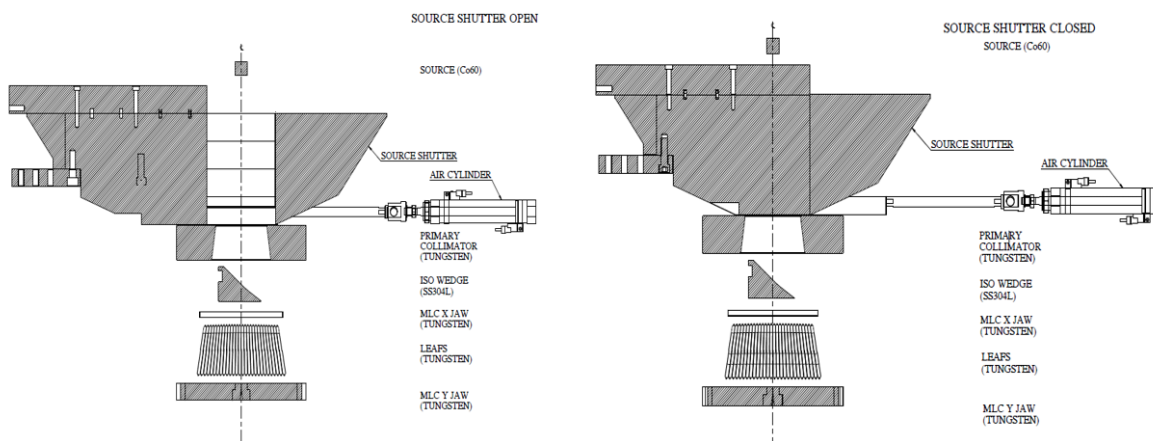 SOURCE SHUTTER OPEN
SOURCE (Co60)
SOURCE SHUTTER
AIR CYLINDER
PRIMARY
COLLIMATOR
(TUNGSTEN)
ISO WEDGE
(SS304L)
MLC X JAW
(TUNGSTEN)
LEAFS
(TUNGSTEN)
MLC Y JAW
(TUNGSTEN)
SOURCE SHUTTER CLOSED
SOURCE (Co60)
SOURCE SHUTTER
AIR CYLINDER
PRIMARY
COLLIMATOR
(TUNGSTEN)
ISO WEDGE
(SS304L)
MLC X JAW
(TUNGSTEN)
LEAFS
(TUNGSTEN)
MLC Y JAW
(TUNGSTEN)